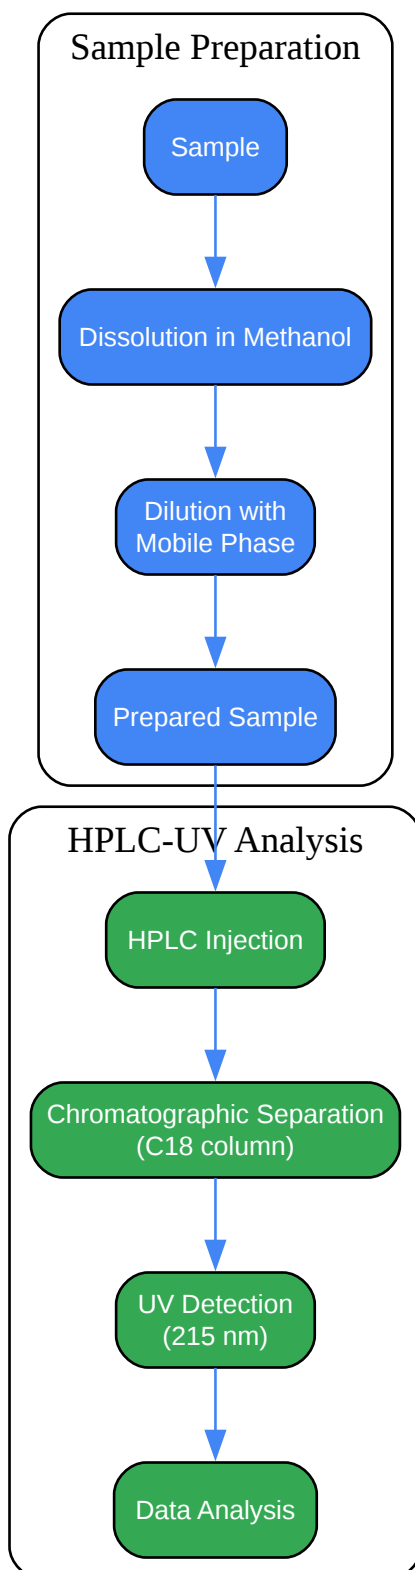 Sample Preparation
Sample
Dissolution in Methanol
Dilution with
Mobile Phase
Prepared Sample
HPLC-UV Analysis
HPLC Injection
Chromatographic Separation
(C18 column)
UV Detection
(215 nm)
Data Analysis